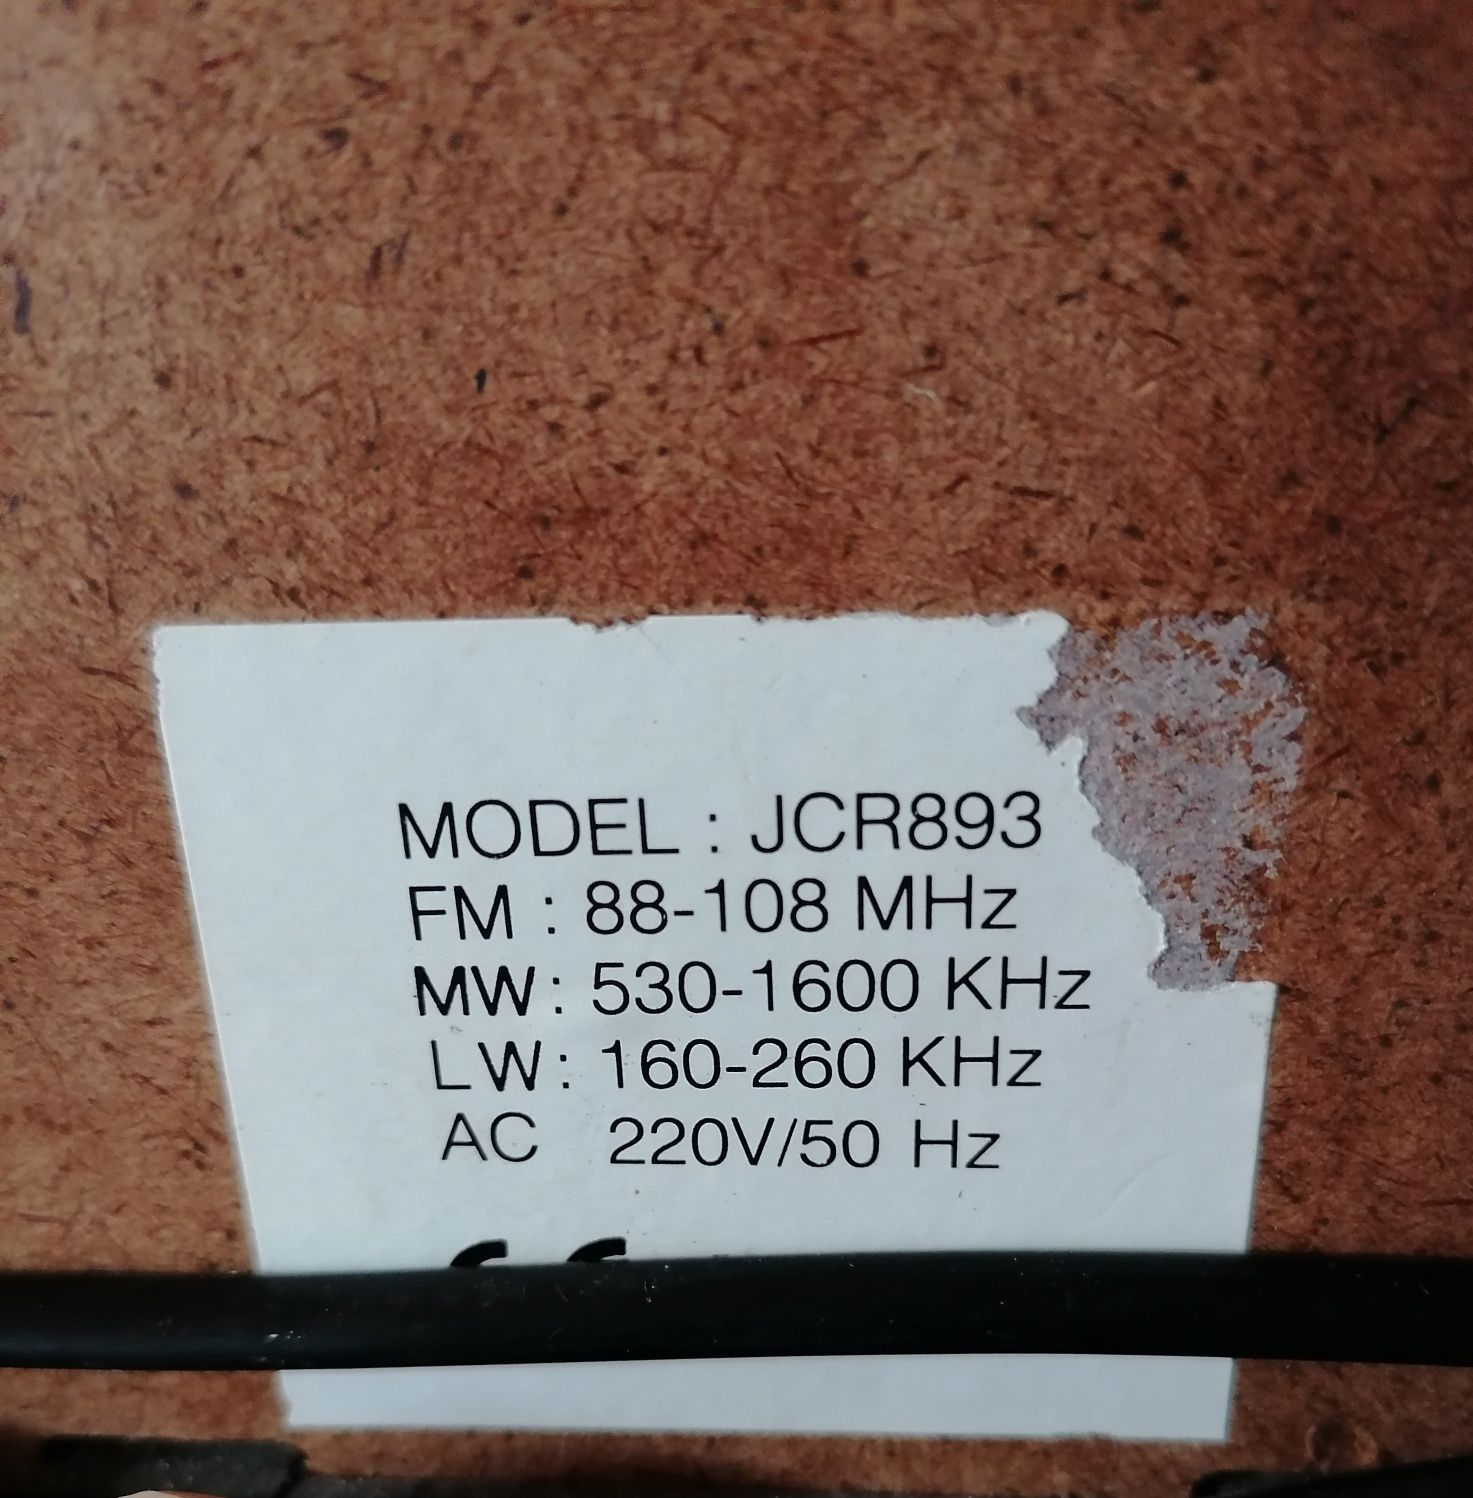 MODEL : JCR893
FM : 88-108 MHz
MW : 530-1600 KHz
LW : 160-260 KHz
AC 220V/50 Hz